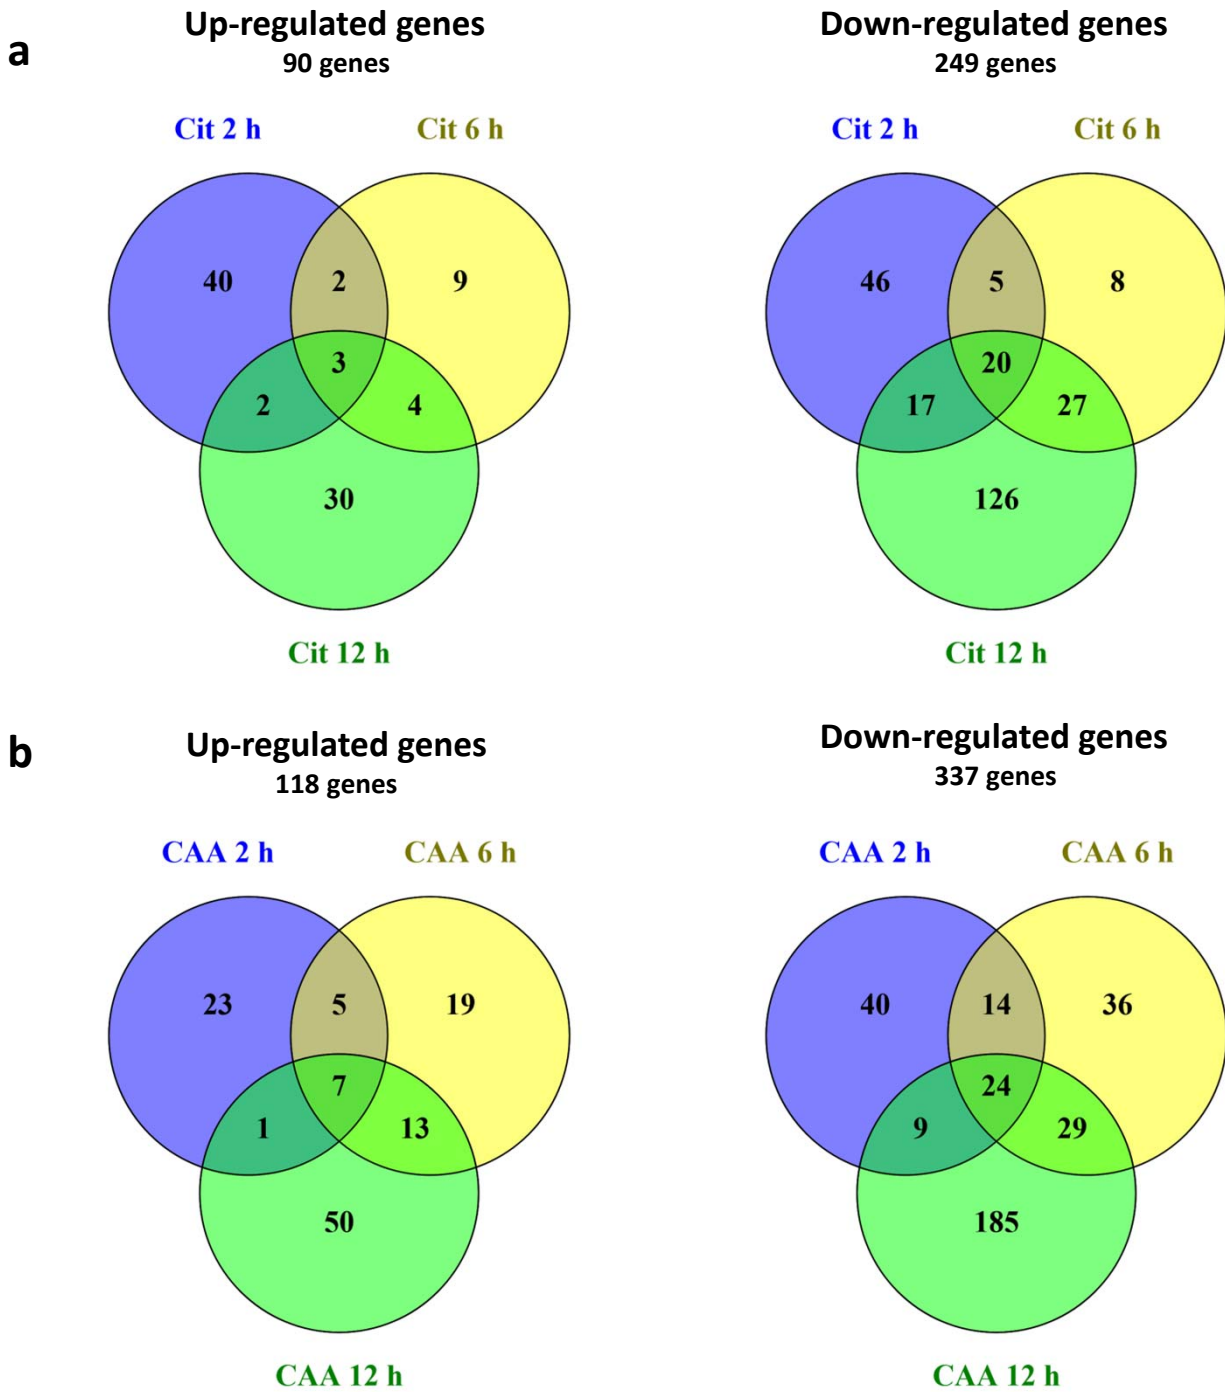 a
Up-regulated genes
90 genes
Cit 2 h
Cit 6 h
40
2
9
3
2
4
30
Cit 12 h
Down-regulated genes
249 genes
Cit 2 h
Cit 6 h
46
5
8
20
17
27
126
Cit 12 h
b
Up-regulated genes
118 genes
CAA 2 h
CAA 6 h
23
5
19
7
1
13
50
CAA 12 h
Down-regulated genes
337 genes
CAA 2 h
CAA 6 h
40
14
36
24
9
29
185
CAA 12 h